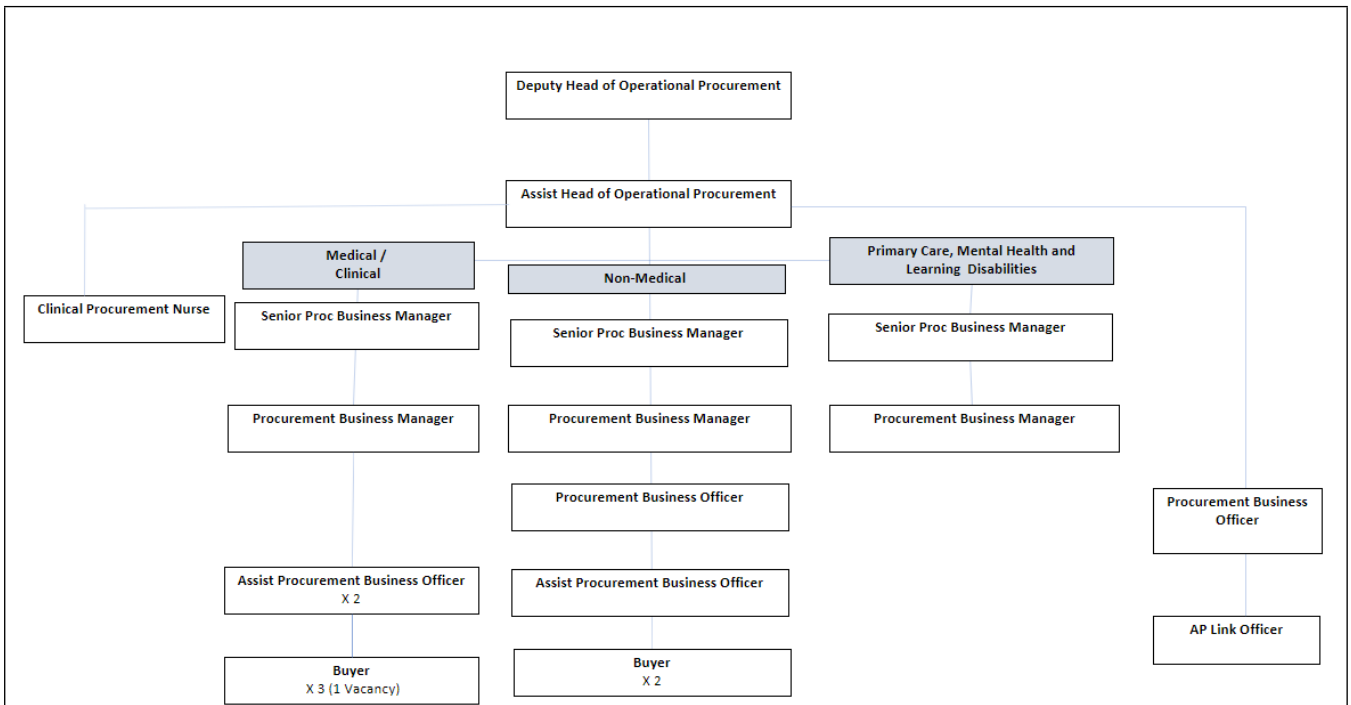 Deputy Head of Operational Procurement
Assist Head of Operational Procurement
Medical /
Clinical
Non-Medical
Primary Care, Mental Health and
Learning Disabilities
Clinical Procurement Nurse
Senior Proc Business Manager
Senior Proc Business Manager
Senior Proc Business Manager
Procurement Business Manager
Procurement Business Manager
Procurement Business Manager
Procurement Business Officer
Procurement Business
Officer
Assist Procurement Business Officer
X 2
Assist Procurement Business Officer
AP Link Officer
Buyer
X 3 (1 Vacancy)
Buyer
X 2